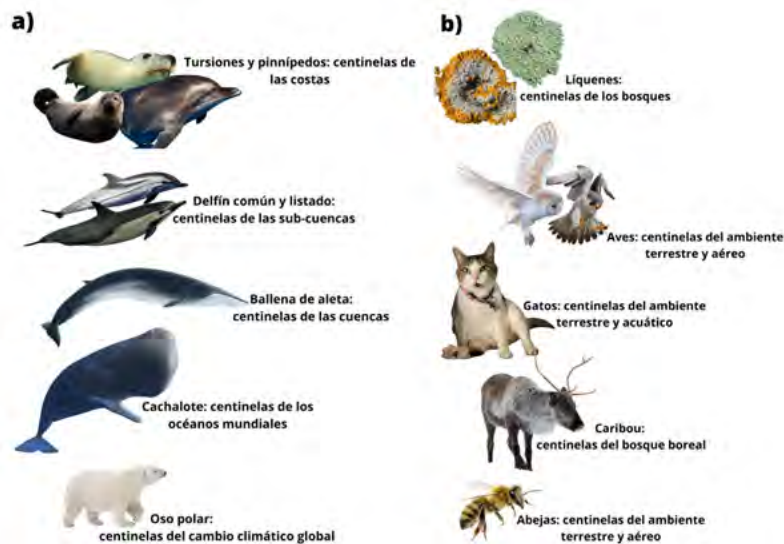 a)
Tursiones y pinnípedos: centinelas de
las costas
Delfín común y listado:
centinelas de las sub-cuencas
Ballena de aleta:
centinelas de las cuencas
Cachalote: centinelas de los
océanos mundiales
Oso polar:
centinelas del cambio climático global
b)
Líquenes:
centinelas de los bosques
Aves: centinelas del ambiente
terrestre y aéreo
Gatos: centinelas del ambiente
terrestre y acuático
Caribou:
centinelas del bosque boreal
Abejas: centinelas del ambiente
terrestre y aéreo